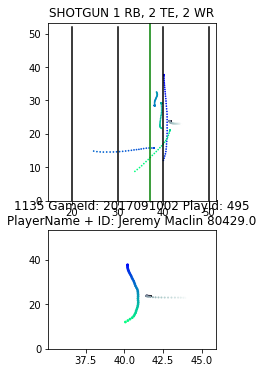 SHOTGUN 1 RB, 2 TE, 2 WR
50
40
30
20
10
0
20 30 40 50
1135 GameId: 2017091002 PlayId: 495
PlayerName + ID: Jeremy Maclin 80429.0
40
20
0
37.5 40.0 42.5 45.0